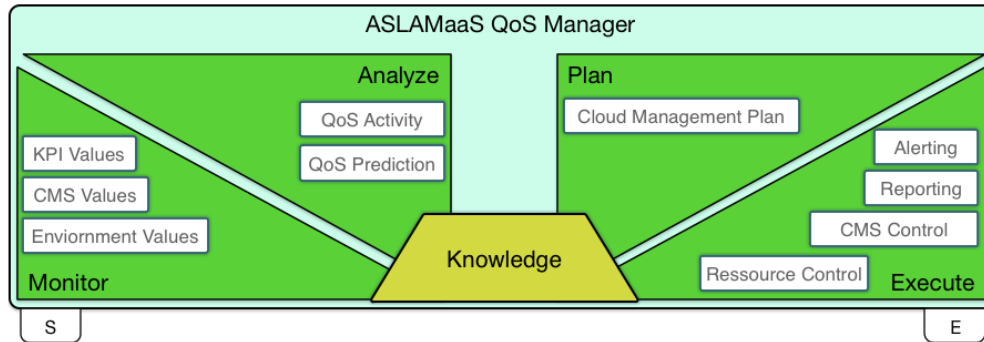 ASLAMaaS QoS Manager
Analyze
QoS Activity
QoS Prediction
Plan
Cloud Management Plan
KPI Values
CMS Values
Enviornment Values
Monitor
Knowledge
Alerting
Reporting
CMS Control
Ressource Control
Execute
S
E